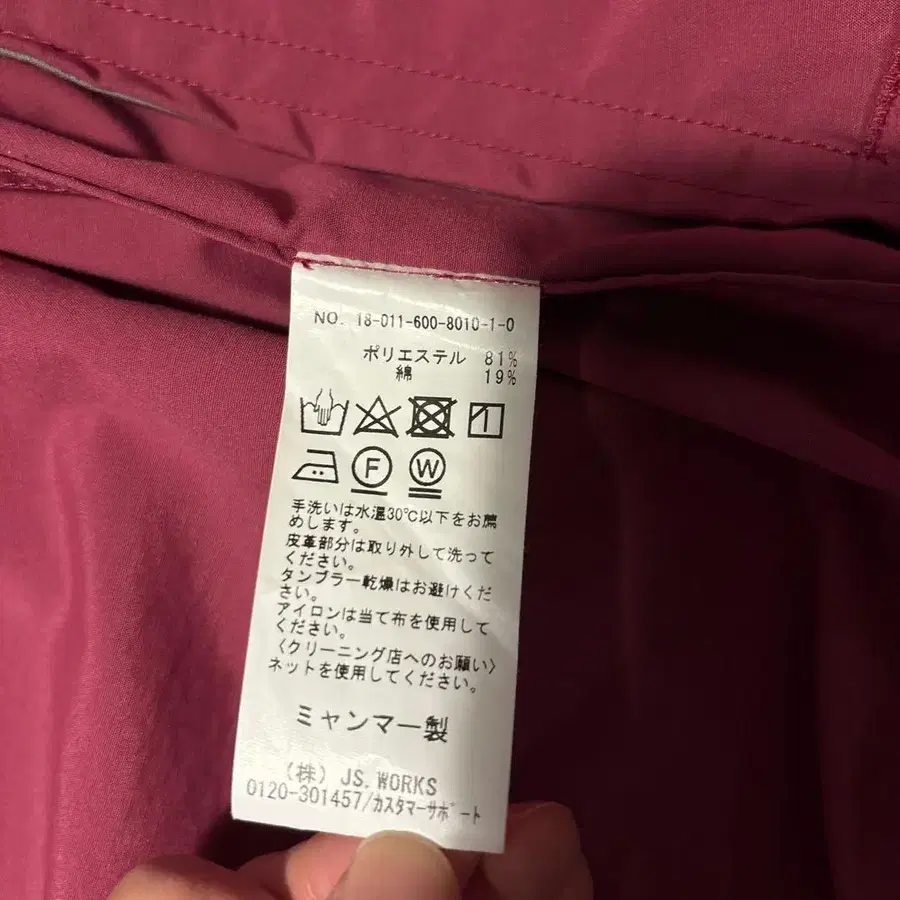 NO. 18-011-600-8010-1-0
ポリエステル 81%
綿 19%
F W
手洗いは水温30℃以下をお薦
めします。
皮革部分は取り外して洗って
ください。
タンブラー乾燥はお避けくだ
さい。
アイロンは当て布を使用して
ください。
〈クリーニング店へのお願い〉
ネットを使用してください。
ミャンマー製
(株) JS.WORKS
0120-301457/カスタマーサポート